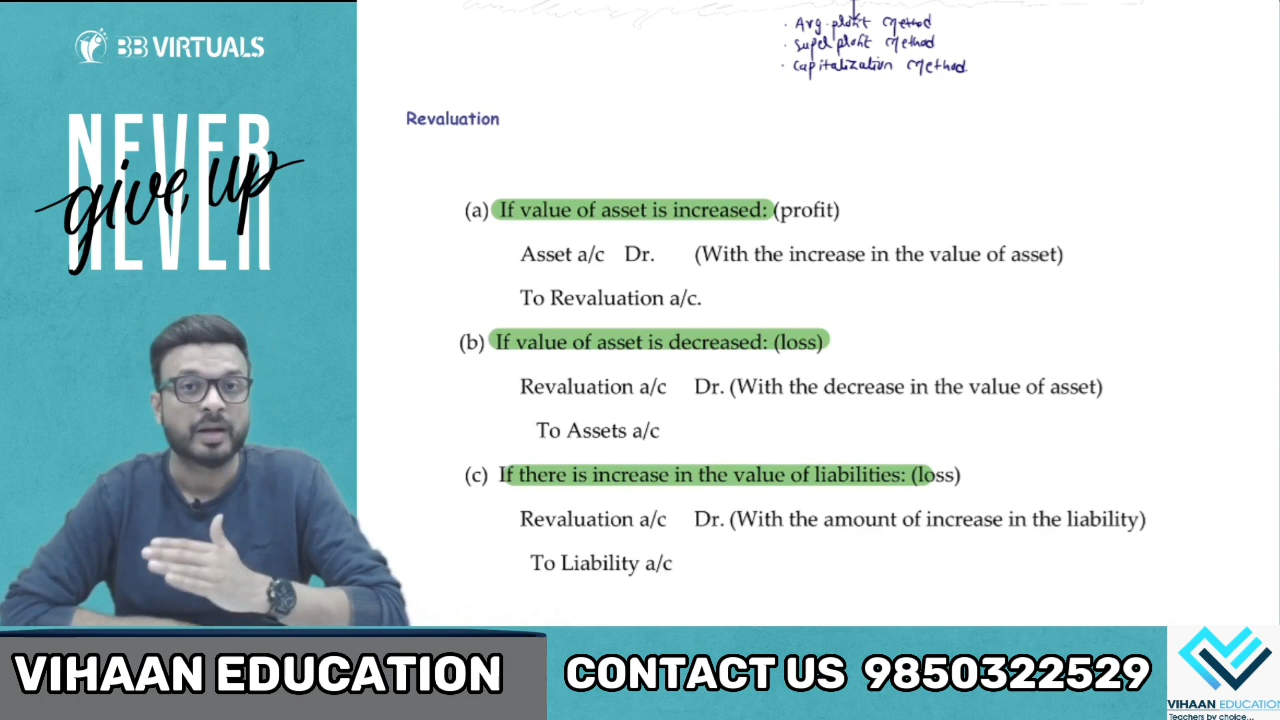 BB VIRTUALS
NEVER
give up
NEVER
· Avg. profit Method
· Super profit Method
· Capitalization Method
Revaluation
(a) If value of asset is increased: (profit)
Asset a/c Dr. (With the increase in the value of asset)
To Revaluation a/c.
(b) If value of asset is decreased: (loss)
Revaluation a/c Dr. (With the decrease in the value of asset)
To Assets a/c
(c) If there is increase in the value of liabilities: (loss)
Revaluation a/c Dr. (With the amount of increase in the liability)
To Liability a/c
VIHAAN EDUCATION
CONTACT US 9850322529
VIHAAN EDUCATION
Teachers by choice...